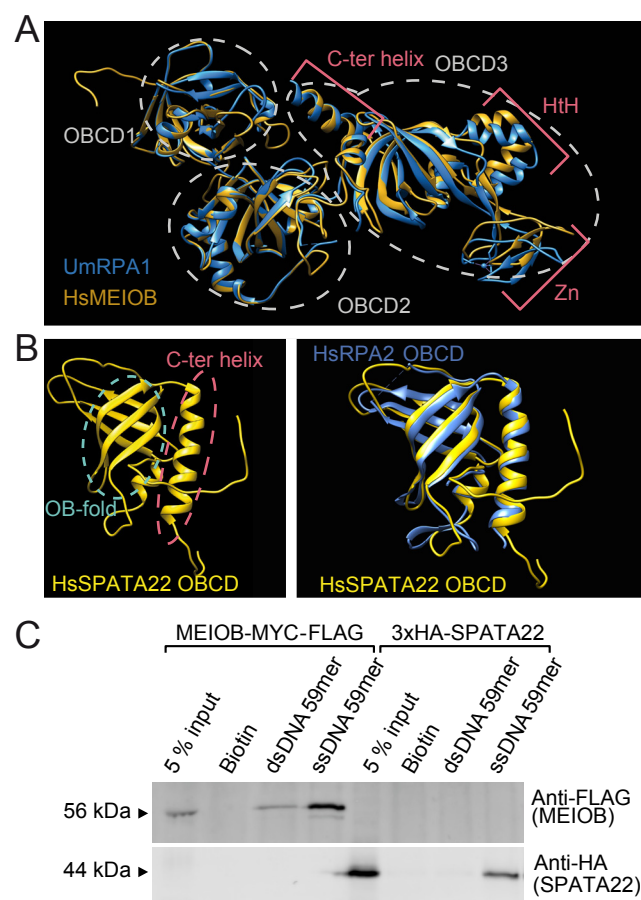 A
C-ter helix
OBCD3
HtH
OBCD1
UmRPA1
HsMEIOB
OBCD2
Zn
B
C-ter helix
OB-fold
HsSPATA22 OBCD
HsRPA2 OBCD
HsSPATA22 OBCD
C
MEIOB-MYC-FLAG
3xHA-SPATA22
5 % input
Biotin
dsDNA 59mer
ssDNA 59mer
5 % input
Biotin
dsDNA 59mer
ssDNA 59mer
56 kDa
Anti-FLAG
(MEIOB)
44 kDa
Anti-HA
(SPATA22)